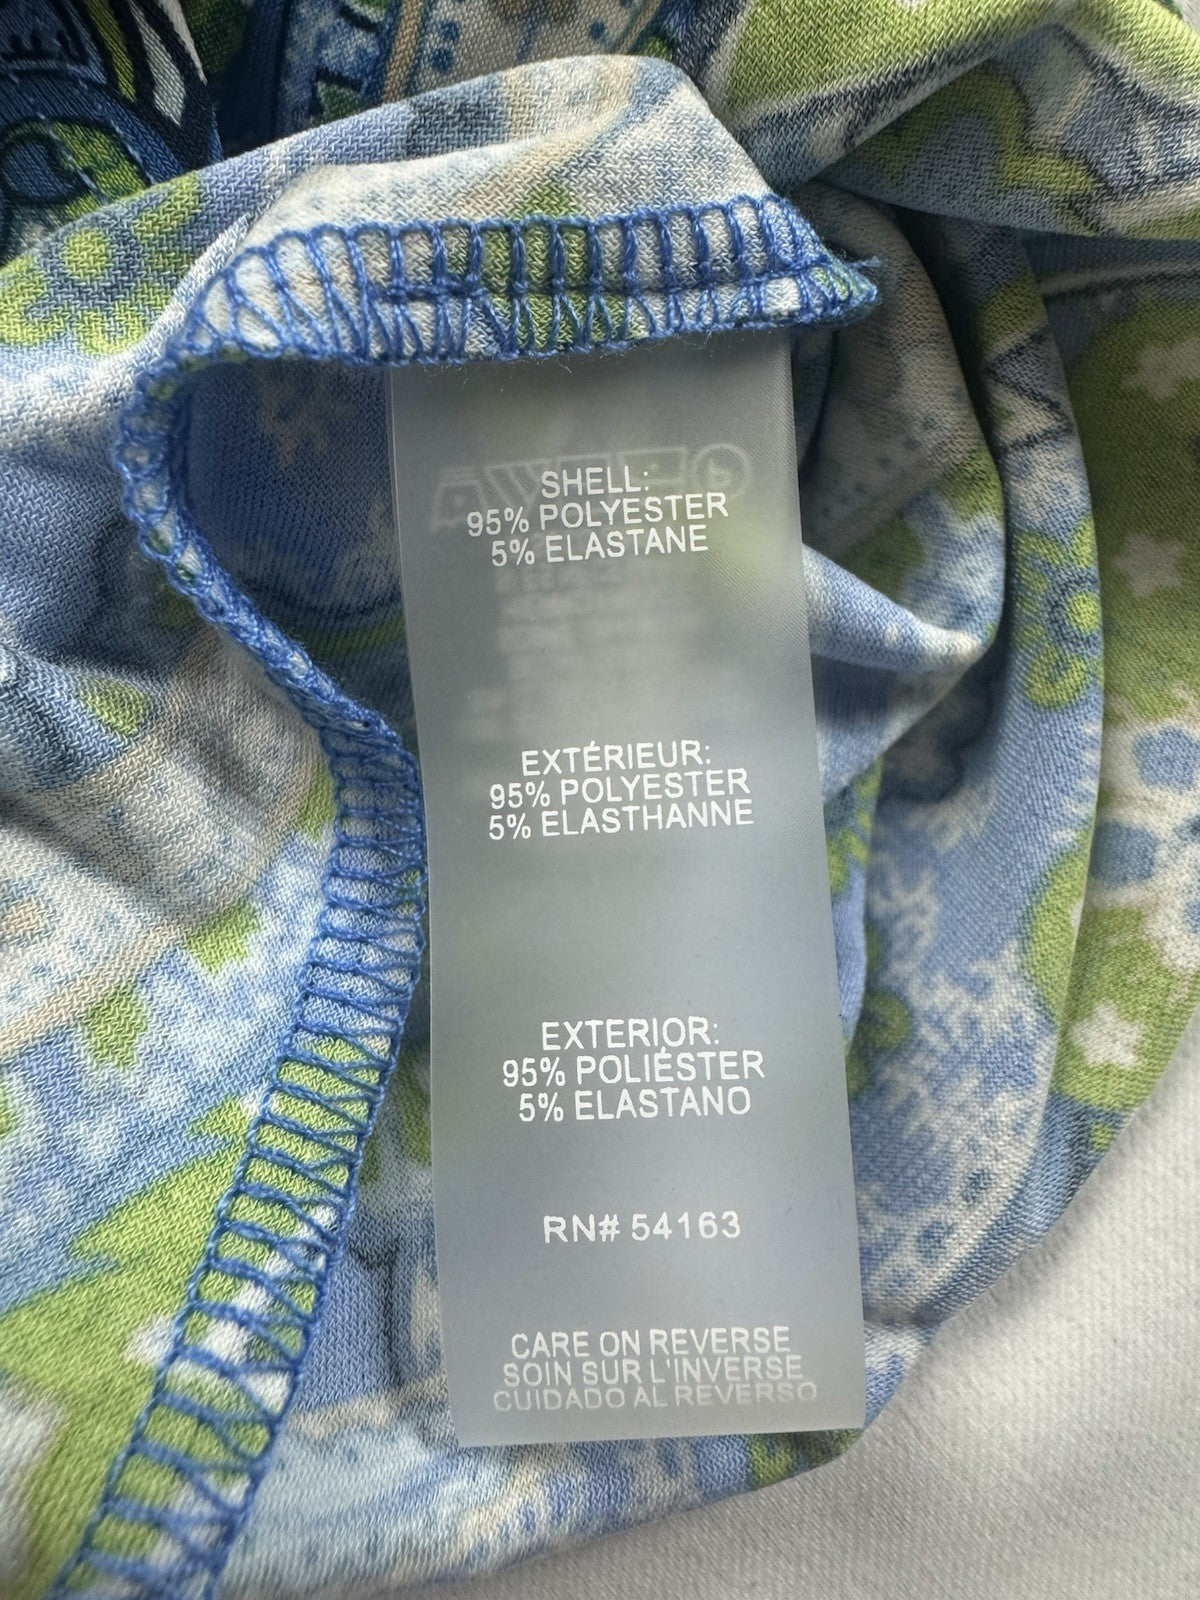 SHELL:
95% POLYESTER
5% ELASTANE
EXTÉRIEUR:
95% POLYESTER
5% ELASTHANNE
EXTERIOR:
95% POLIÉSTER
5% ELASTANO
RN# 54163
CARE ON REVERSE
SOIN SUR L'INVERSE
CUIDADO AL REVERSO